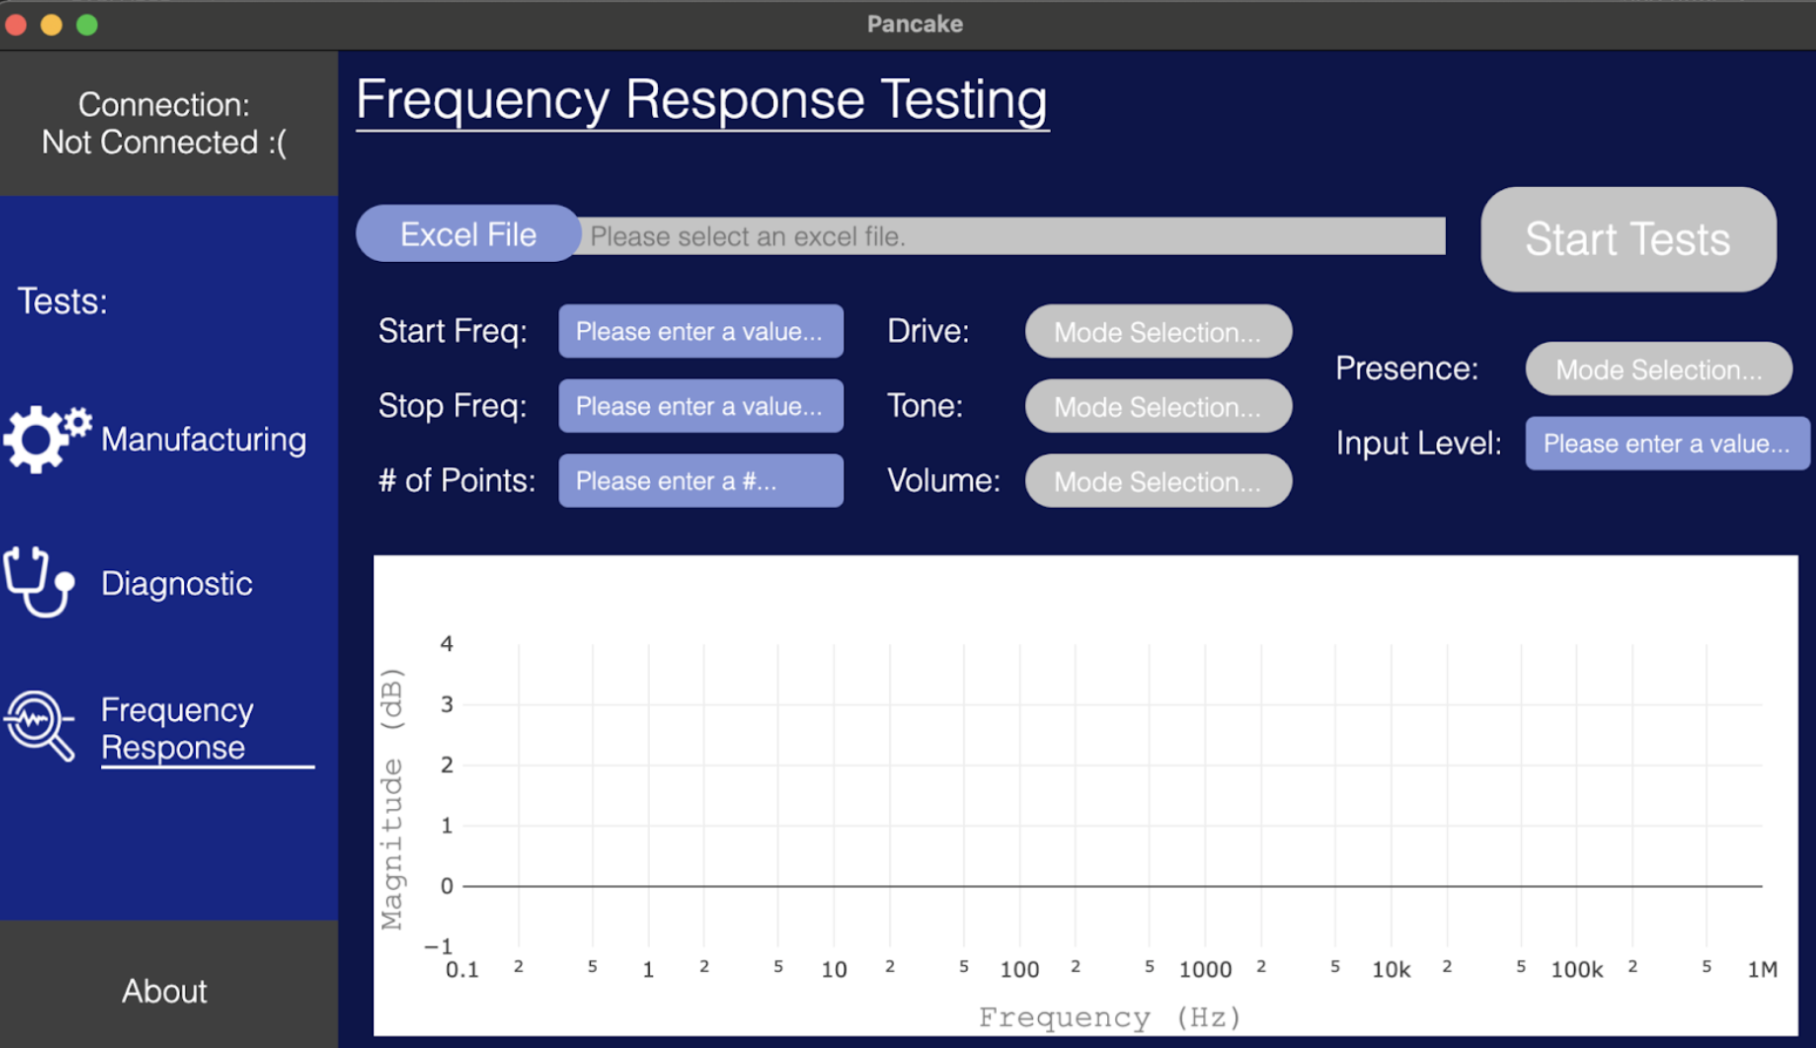 Pancake
Connection:
Not Connected :(
Tests:
Manufacturing
Diagnostic
Frequency
Response
About
Frequency Response Testing
Excel File
Please select an excel file.
Start Tests
Start Freq:
Please enter a value...
Stop Freq:
Please enter a value...
# of Points:
Please enter a #...
Drive:
Mode Selection...
Tone:
Mode Selection...
Volume:
Mode Selection...
Presence:
Mode Selection...
Input Level:
Please enter a value...
Magnitude (dB)
4
3
2
1
0
−1
0.1 2 5 1 2 5 10 2 5 100 2 5 1000 2 5 10k 2 5 100k 2 5 1M
Frequency (Hz)